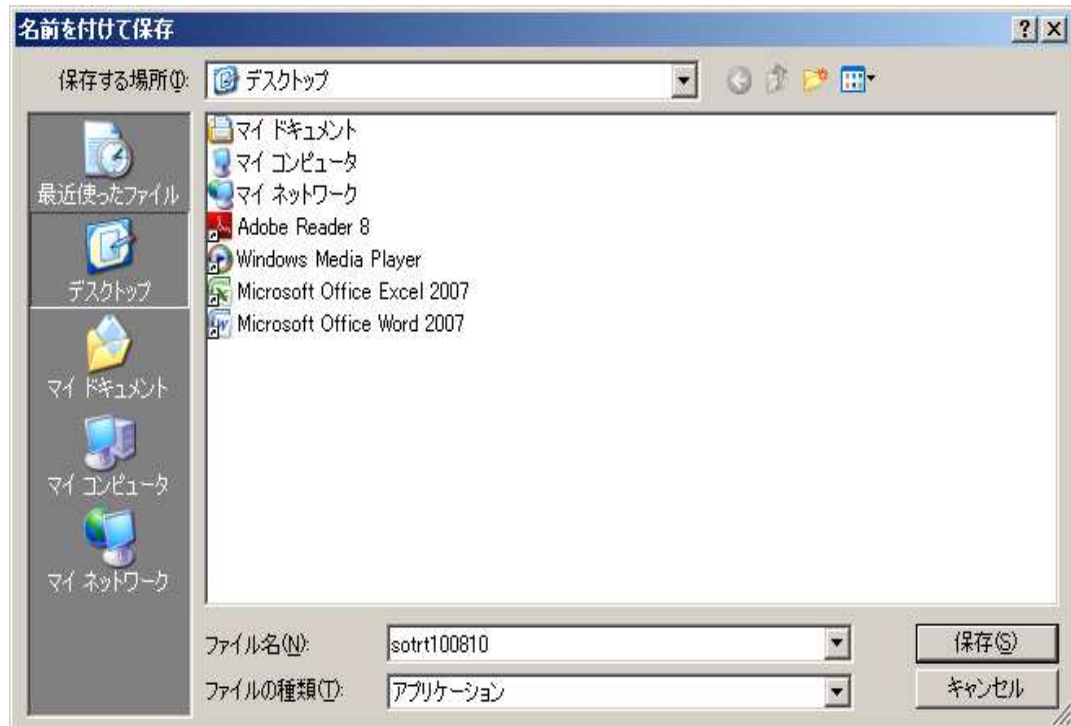 名前を付けて保存
保存する場所(I):
デスクトップ
最近使ったファイル
デスクトップ
マイ ドキュメント
マイ コンピュータ
マイ ネットワーク
マイ ドキュメント
マイ コンピュータ
マイ ネットワーク
Adobe Reader 8
Windows Media Player
Microsoft Office Excel 2007
Microsoft Office Word 2007
ファイル名(N):
sotrt100810
保存(S)
ファイルの種類(T):
アプリケーション
キャンセル